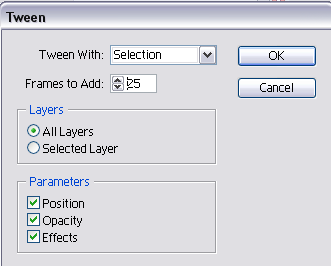 Tween
Tween With: Selection
OK
Frames to Add: 25
Cancel
Layers
All Layers
Selected Layer
Parameters
Position
Opacity
Effects